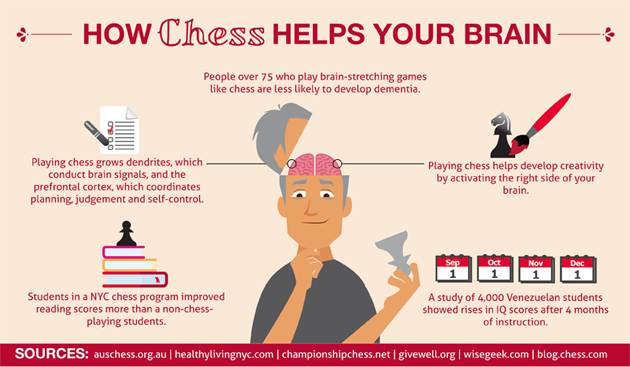 HOW Chess HELPS YOUR BRAIN
People over 75 who play brain-stretching games
like chess are less likely to develop dementia.
Playing chess grows dendrites, which
conduct brain signals, and the
prefrontal cortex, which coordinates
planning, judgement and self-control.
Playing chess helps develop creativity
by activating the right side of your
brain.
Students in a NYC chess program improved
reading scores more than a non-chess-
playing students.
Sep Oct Nov Dec
1 1 1 1
A study of 4,000 Venezuelan students
showed rises in IQ scores after 4 months
of instruction.
SOURCES: auschess.org.au | healthylivingnyc.com | championshipchess.net | givewell.org | wisegeek.com | blog.chess.com